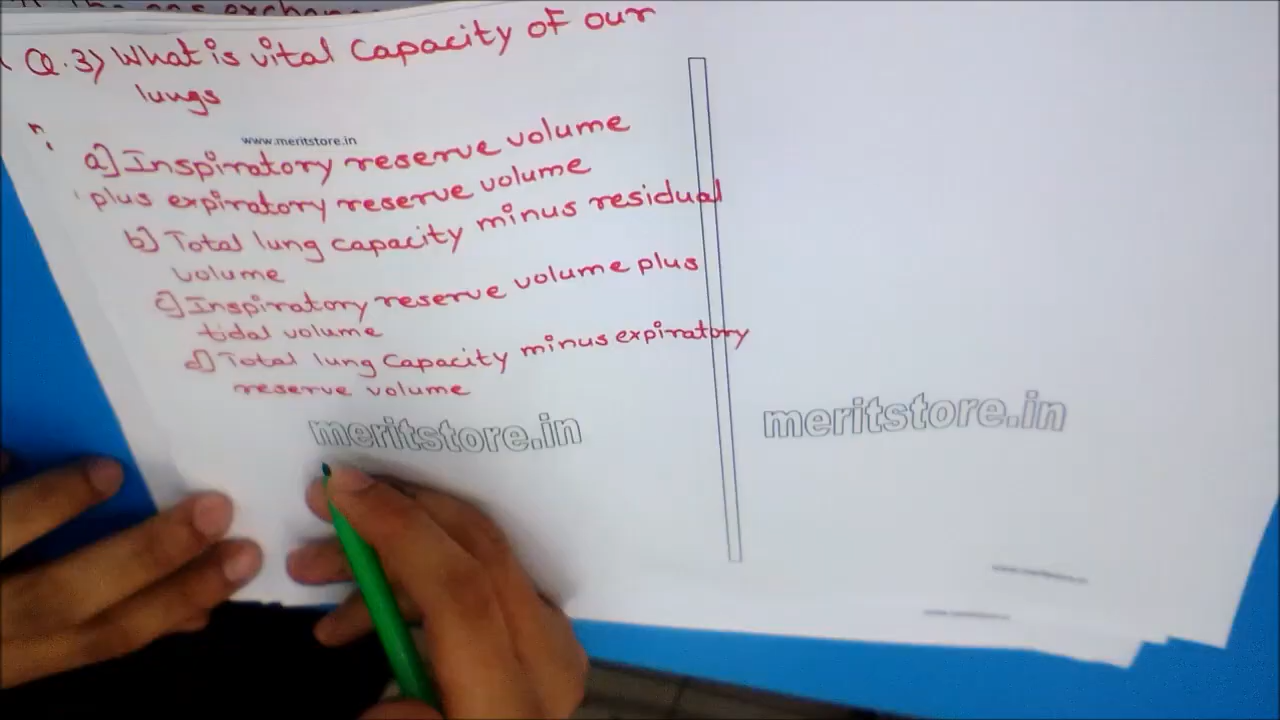 Q.3) What is vital Capacity of our
lungs
www.meritstore.in
a] Inspiratory reserve volume
plus expiratory reserve volume
b] Total lung capacity minus residual
volume
c] Inspiratory reserve volume plus
tidal volume
d] Total lung Capacity minus expiratory
reserve volume
meritstore.in
meritstore.in